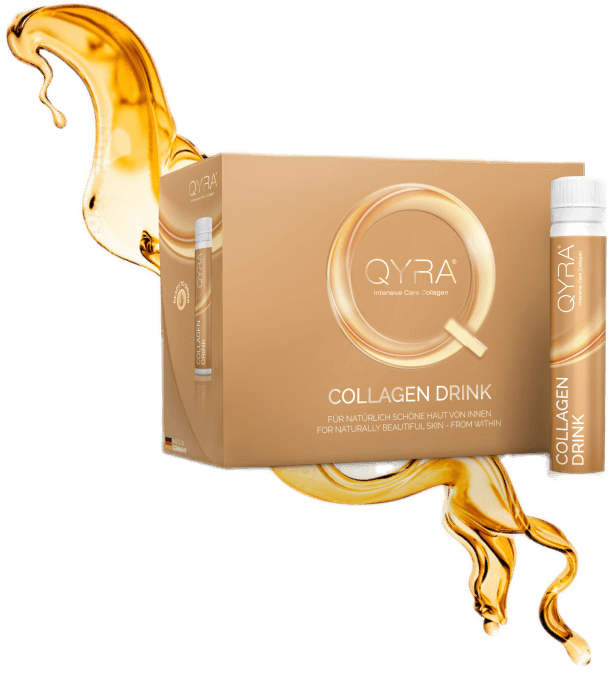 QYRA®
COLLAGEN
DRINK
QYRA®
Intensive Care Collagen
COLLAGEN DRINK
FÜR NATÜRLICH SCHÖNE HAUT VON INNEN
FOR NATURALLY BEAUTIFUL SKIN - FROM WITHIN
QYRA®
Intensive Care Collagen
COLLAGEN
DRINK